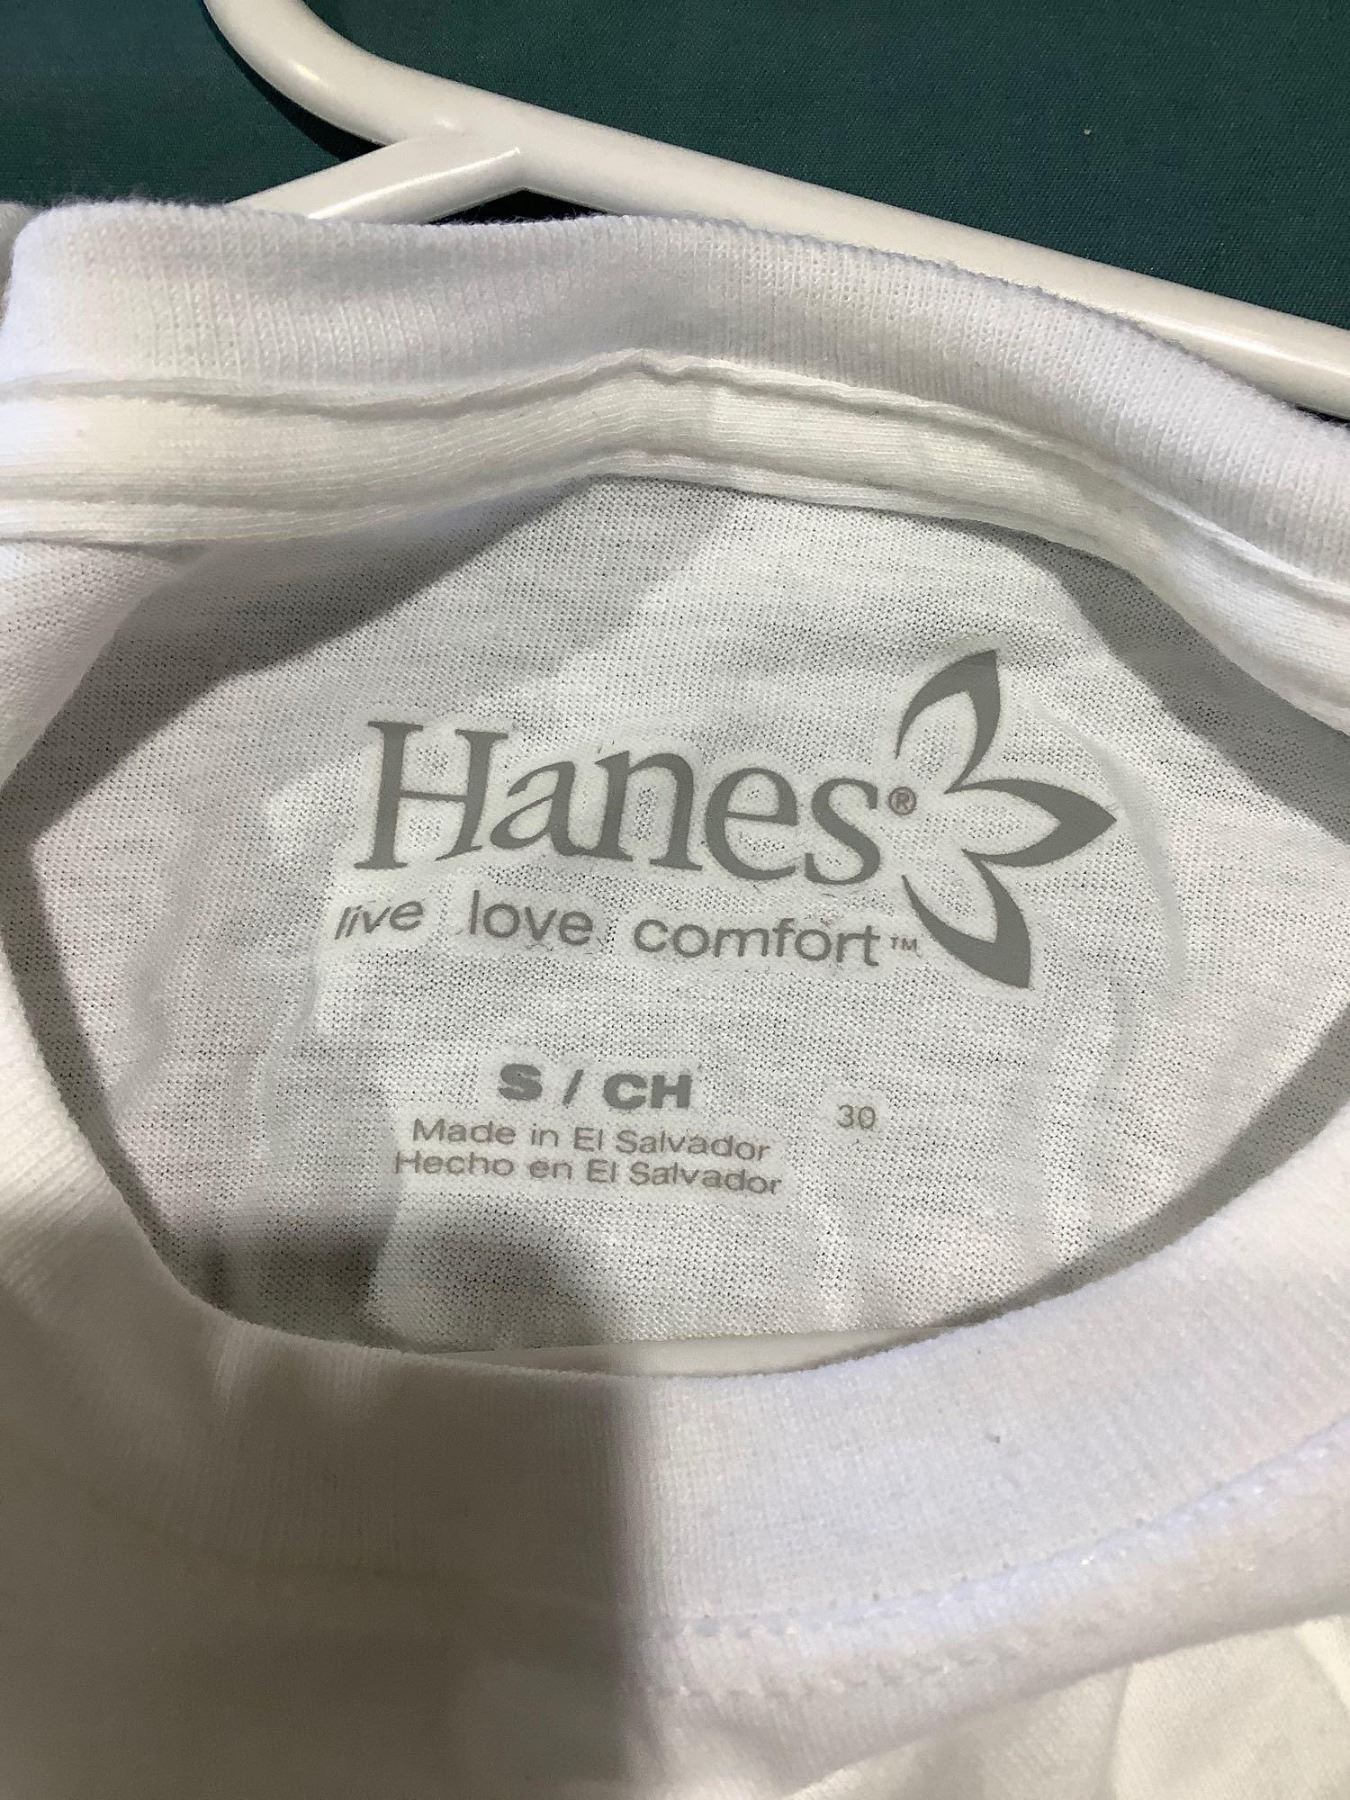 Hanes®
live love comfort™
S / CH
30
Made in El Salvador
Hecho en El Salvador